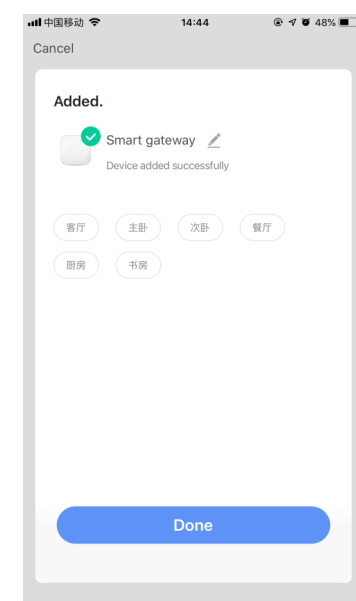 中国移动 14:44 48%
Cancel
Added.
Smart gateway
Device added successfully
客厅 主卧 次卧 餐厅
厨房 书房
Done